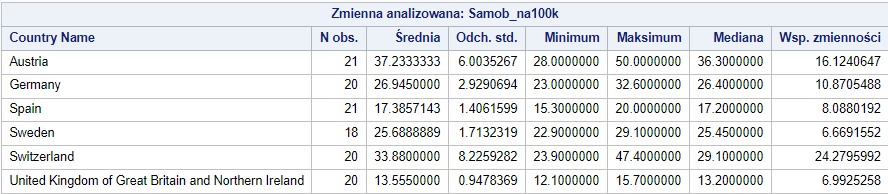 Zmienna analizowana: Samob_na100k
Country Name N obs. Średnia Odch. std. Minimum Maksimum Mediana Wsp. zmienności
Austria 21 37.2333333 6.0035267 28.0000000 50.0000000 36.3000000 16.1240647
Germany 20 26.9450000 2.9290694 23.0000000 32.6000000 26.4000000 10.8705488
Spain 21 17.3857143 1.4061599 15.3000000 20.0000000 17.2000000 8.0880192
Sweden 18 25.6888889 1.7132319 22.9000000 29.1000000 25.4500000 6.6691552
Switzerland 20 33.8800000 8.2259282 23.9000000 47.4000000 29.1000000 24.2795992
United Kingdom of Great Britain and Northern Ireland 20 13.5550000 0.9478369 12.1000000 15.7000000 13.2000000 6.9925258